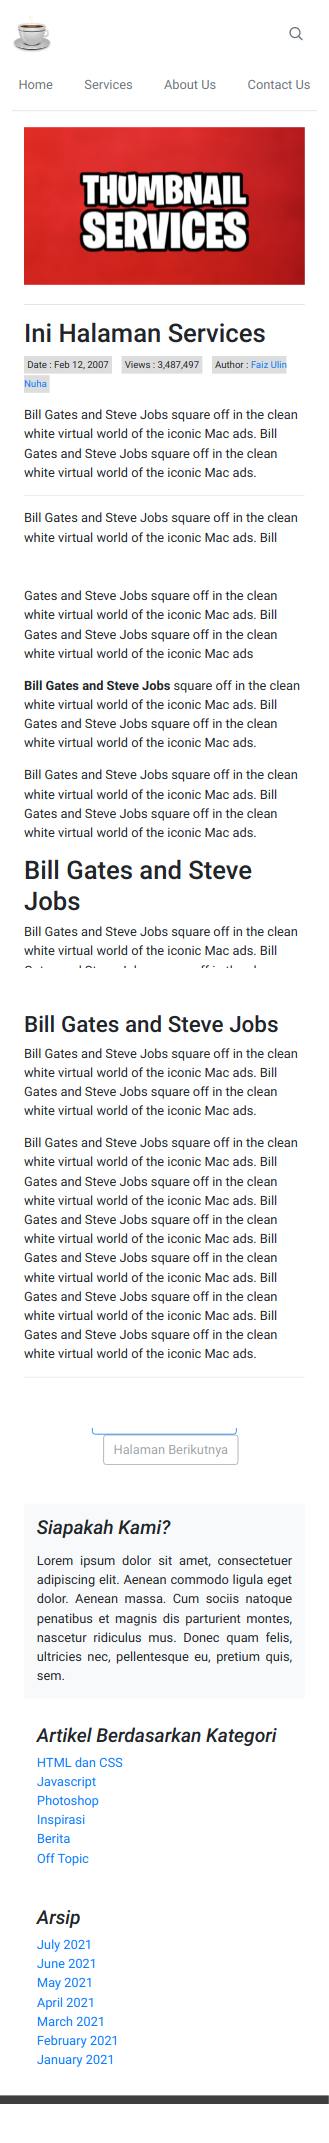 Home Services About Us Contact Us
THUMBNAIL
SERVICES
Ini Halaman Services
Date : Feb 12, 2007 Views : 3,487,497 Author : Faiz Ulin
Nuha
Bill Gates and Steve Jobs square off in the clean
white virtual world of the iconic Mac ads. Bill
Gates and Steve Jobs square off in the clean
white virtual world of the iconic Mac ads.
Bill Gates and Steve Jobs square off in the clean
white virtual world of the iconic Mac ads. Bill
Gates and Steve Jobs square off in the clean
white virtual world of the iconic Mac ads. Bill
Gates and Steve Jobs square off in the clean
white virtual world of the iconic Mac ads
Bill Gates and Steve Jobs square off in the clean
white virtual world of the iconic Mac ads. Bill
Gates and Steve Jobs square off in the clean
white virtual world of the iconic Mac ads.
Bill Gates and Steve Jobs square off in the clean
white virtual world of the iconic Mac ads. Bill
Gates and Steve Jobs square off in the clean
white virtual world of the iconic Mac ads.
Bill Gates and Steve
Jobs
Bill Gates and Steve Jobs square off in the clean
white virtual world of the iconic Mac ads. Bill
Bill Gates and Steve Jobs
Bill Gates and Steve Jobs square off in the clean
white virtual world of the iconic Mac ads. Bill
Gates and Steve Jobs square off in the clean
white virtual world of the iconic Mac ads.
Bill Gates and Steve Jobs square off in the clean
white virtual world of the iconic Mac ads. Bill
Gates and Steve Jobs square off in the clean
white virtual world of the iconic Mac ads. Bill
Gates and Steve Jobs square off in the clean
white virtual world of the iconic Mac ads. Bill
Gates and Steve Jobs square off in the clean
white virtual world of the iconic Mac ads. Bill
Gates and Steve Jobs square off in the clean
white virtual world of the iconic Mac ads. Bill
Gates and Steve Jobs square off in the clean
white virtual world of the iconic Mac ads.
Halaman Berikutnya
Siapakah Kami?
Lorem ipsum dolor sit amet, consectetuer
adipiscing elit. Aenean commodo ligula eget
dolor. Aenean massa. Cum sociis natoque
penatibus et magnis dis parturient montes,
nascetur ridiculus mus. Donec quam felis,
ultricies nec, pellentesque eu, pretium quis,
sem.
Artikel Berdasarkan Kategori
HTML dan CSS
Javascript
Photoshop
Inspirasi
Berita
Off Topic
Arsip
July 2021
June 2021
May 2021
April 2021
March 2021
February 2021
January 2021